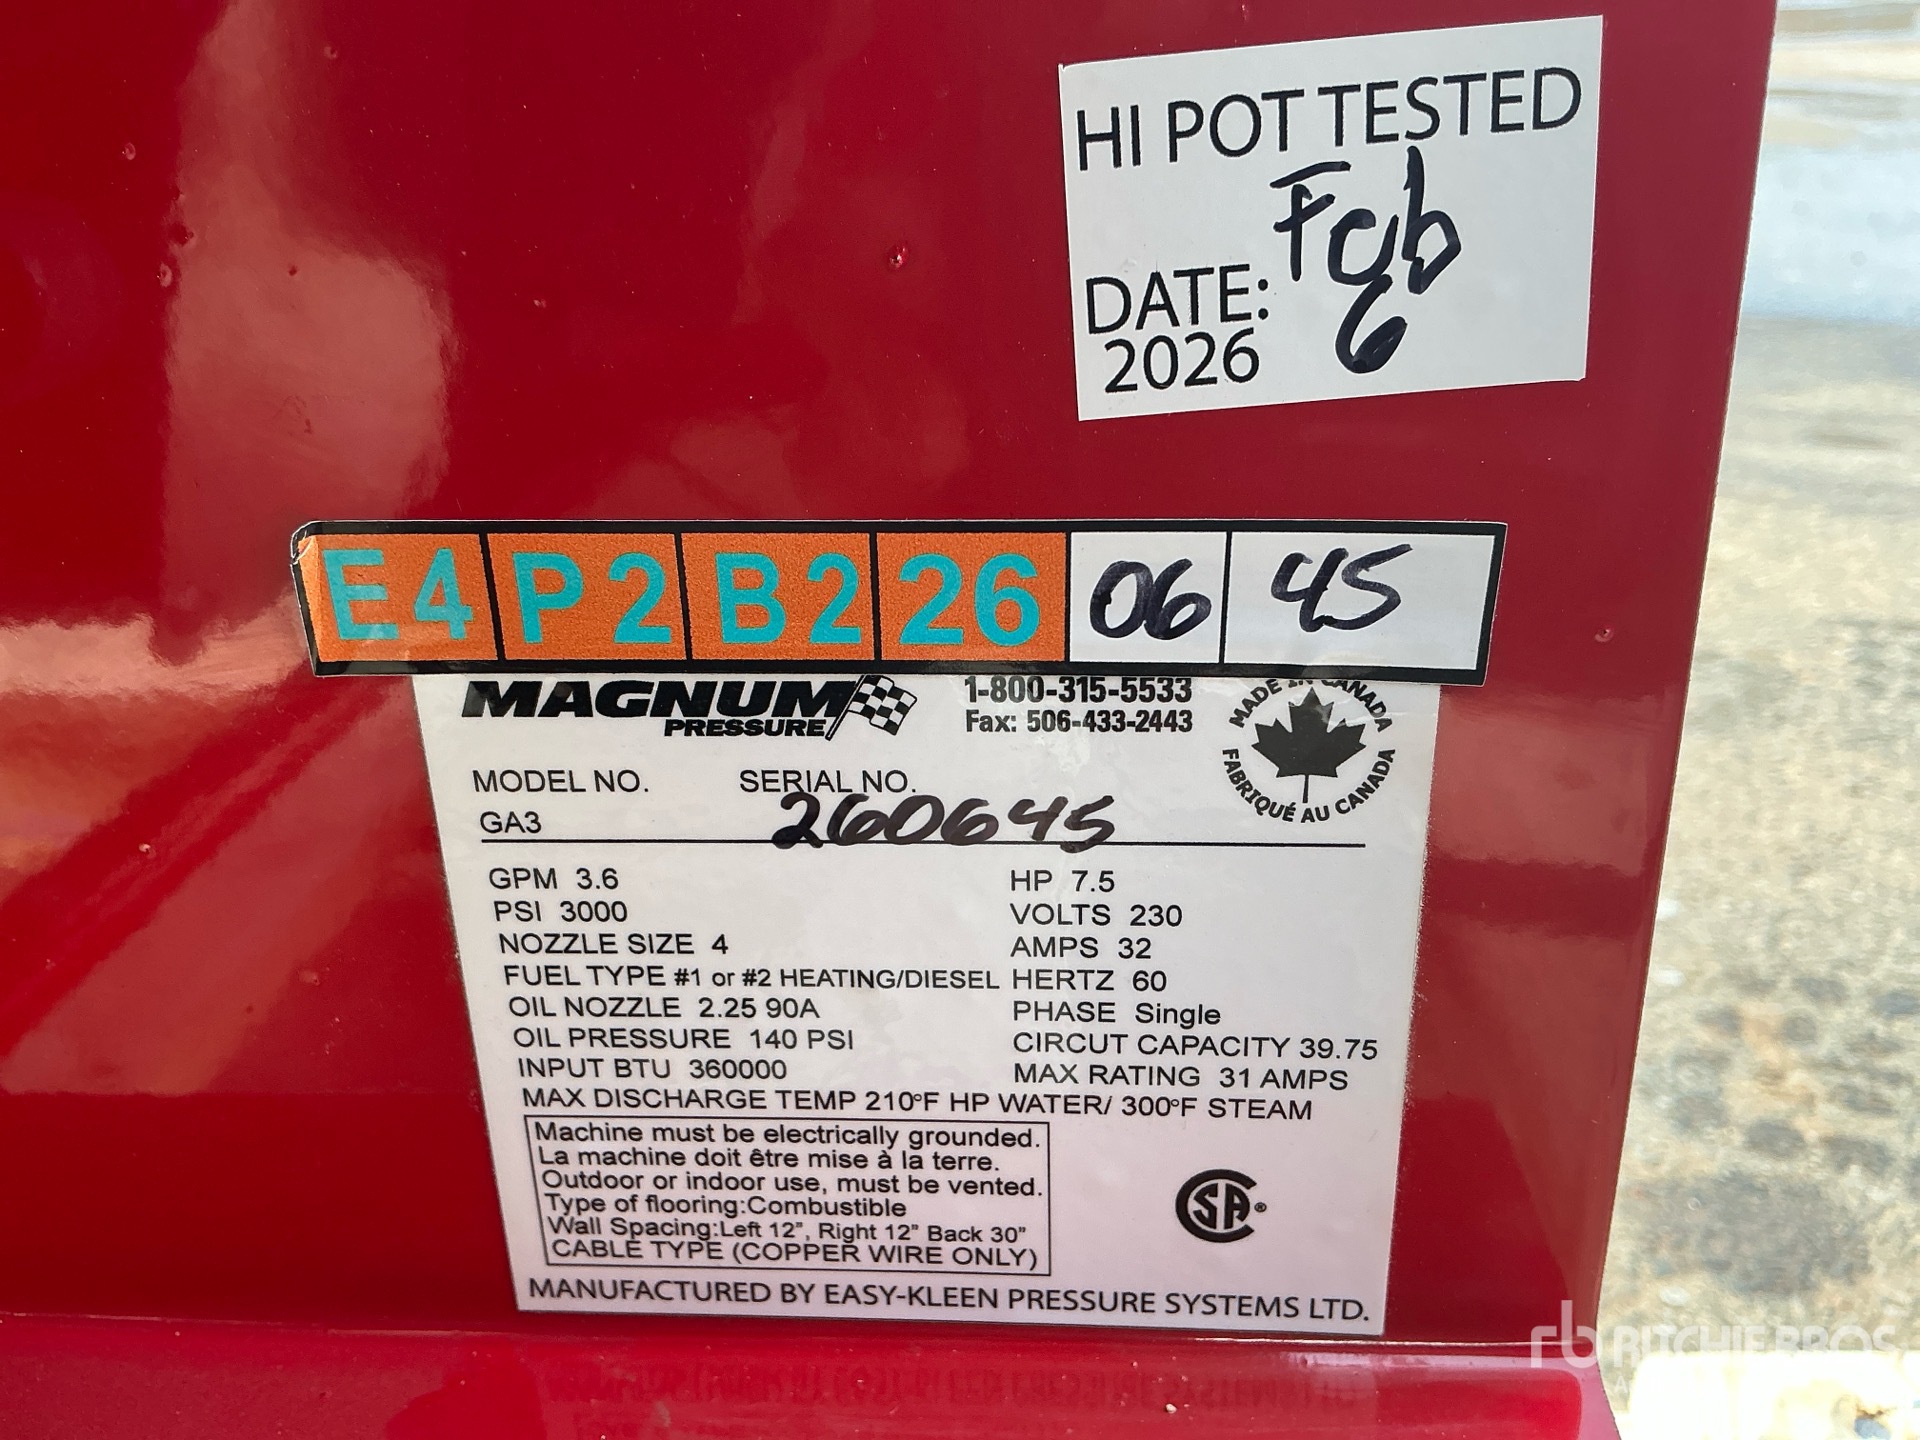 HI POT TESTED
Feb
DATE: 6
2026
E4 P2 B2 26 06 45
MAGNUM
PRESSURE
1-800-315-5533
Fax: 506-433-2443
MADE IN CANADA
FABRIQUÉ AU CANADA
MODEL NO. SERIAL NO.
GA3 260645
GPM 3.6 HP 7.5
PSI 3000 VOLTS 230
NOZZLE SIZE 4 AMPS 32
FUEL TYPE #1 or #2 HEATING/DIESEL HERTZ 60
OIL NOZZLE 2.25 90A PHASE Single
OIL PRESSURE 140 PSI CIRCUT CAPACITY 39.75
INPUT BTU 360000 MAX RATING 31 AMPS
MAX DISCHARGE TEMP 210°F HP WATER/ 300°F STEAM
Machine must be electrically grounded.
La machine doit être mise à la terre.
Outdoor or indoor use, must be vented.
Type of flooring:Combustible
Wall Spacing:Left 12”, Right 12” Back 30”
CABLE TYPE (COPPER WIRE ONLY)
CSA®
MANUFACTURED BY EASY-KLEEN PRESSURE SYSTEMS LTD.
rb RITCHIE BROS